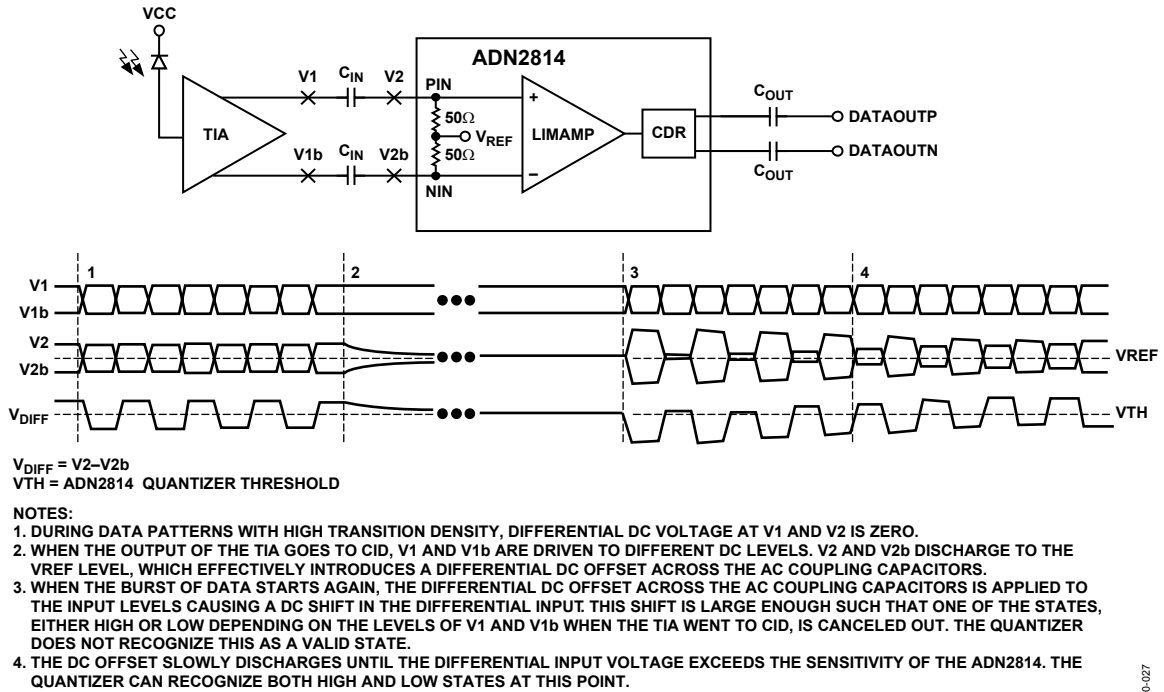 VCC
ADN2814
V1
C_IN
V2
PIN
TIA
50Ω
V_REF
50Ω
LIMAMP
+
–
CDR
C_OUT
DATAOUTP
DATAOUTN
C_OUT
V1b
C_IN
V2b
NIN
1
2
3
4
V1
V1b
V2
V2b
VREF
V_DIFF
VTH
V_DIFF = V2–V2b
VTH = ADN2814 QUANTIZER THRESHOLD
NOTES:
1. DURING DATA PATTERNS WITH HIGH TRANSITION DENSITY, DIFFERENTIAL DC VOLTAGE AT V1 AND V2 IS ZERO.
2. WHEN THE OUTPUT OF THE TIA GOES TO CID, V1 AND V1b ARE DRIVEN TO DIFFERENT DC LEVELS. V2 AND V2b DISCHARGE TO THE
VREF LEVEL, WHICH EFFECTIVELY INTRODUCES A DIFFERENTIAL DC OFFSET ACROSS THE AC COUPLING CAPACITORS.
3. WHEN THE BURST OF DATA STARTS AGAIN, THE DIFFERENTIAL DC OFFSET ACROSS THE AC COUPLING CAPACITORS IS APPLIED TO
THE INPUT LEVELS CAUSING A DC SHIFT IN THE DIFFERENTIAL INPUT. THIS SHIFT IS LARGE ENOUGH SUCH THAT ONE OF THE STATES,
EITHER HIGH OR LOW DEPENDING ON THE LEVELS OF V1 AND V1b WHEN THE TIA WENT TO CID, IS CANCELED OUT. THE QUANTIZER
DOES NOT RECOGNIZE THIS AS A VALID STATE.
4. THE DC OFFSET SLOWLY DISCHARGES UNTIL THE DIFFERENTIAL INPUT VOLTAGE EXCEEDS THE SENSITIVITY OF THE ADN2814. THE
QUANTIZER CAN RECOGNIZE BOTH HIGH AND LOW STATES AT THIS POINT.
0-027